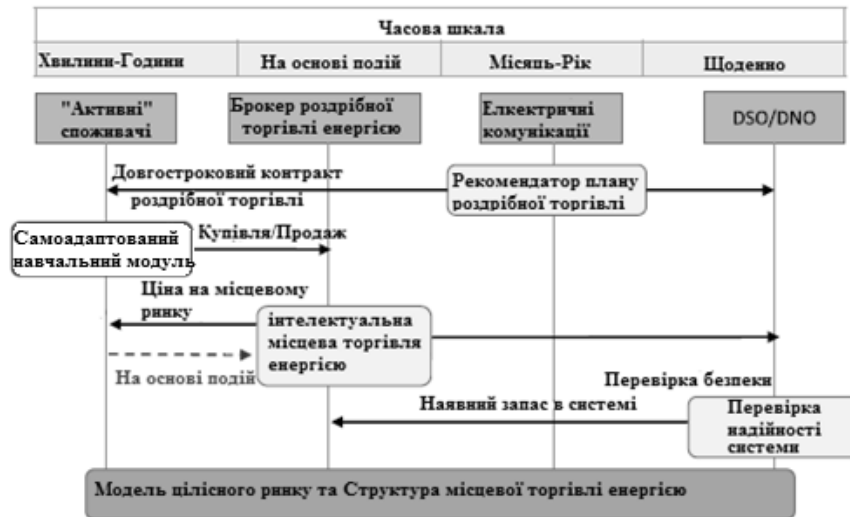 Часова шкала
Хвилини-Години
На основі подій
Місяць-Рік
Щоденно
"Активні"
споживачі
Брокер роздрібної
торгівлі енергією
Елкектричні
комунікації
DSO/DNO
Довгостроковий контракт
роздрібної торгівлі
Рекомендатор плану
роздрібної торгівлі
Самоадаптований
навчальний модуль
Купівля/Продаж
Ціна на місцевому
ринку
інтелектуальна
місцева торгівля
енергією
На основі подій
Перевірка безпеки
Наявний запас в системі
Перевірка
надійності
системи
Модель цілісного ринку та Структура місцевої торгівлі енергією